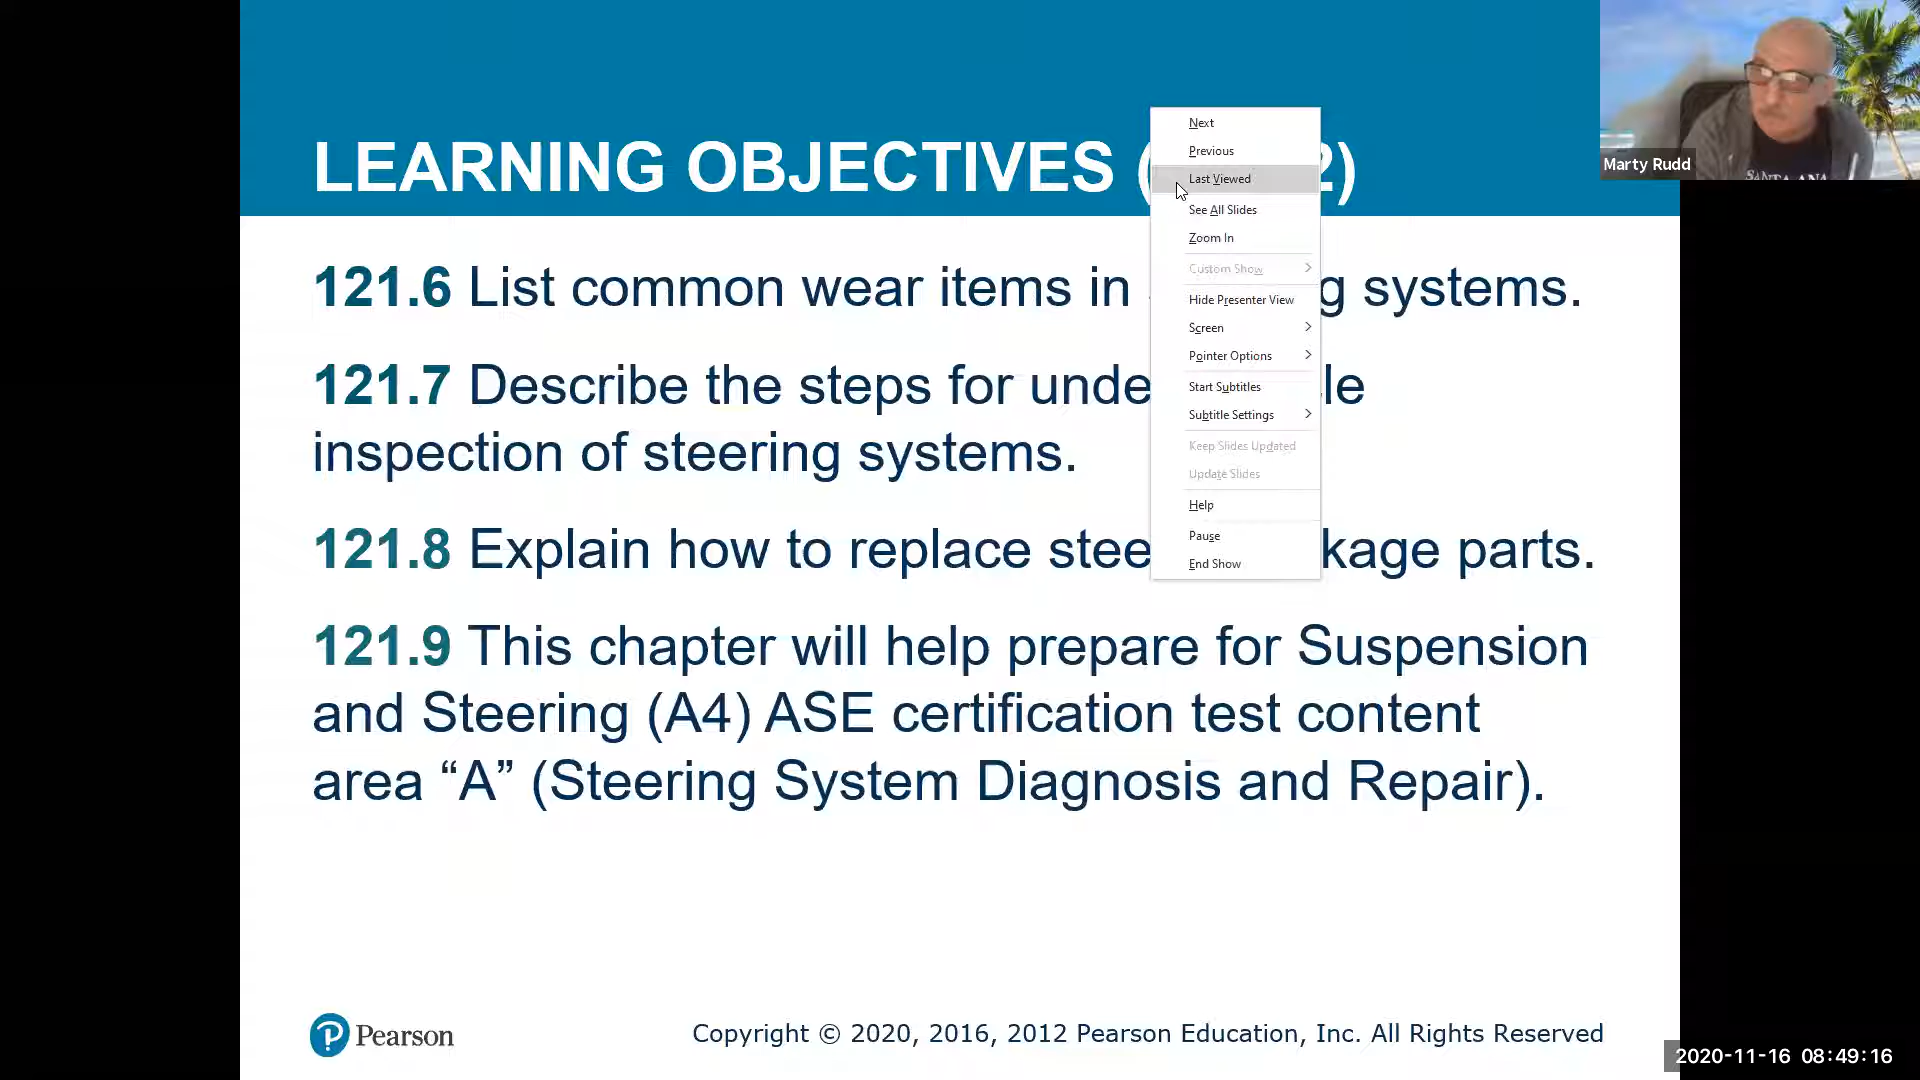 LEARNING OBJECTIVES ( 2)
121.6 List common wear items in g systems.
121.7 Describe the steps for unde le
inspection of steering systems.
121.8 Explain how to replace stee kage parts.
121.9 This chapter will help prepare for Suspension
and Steering (A4) ASE certification test content
area “A” (Steering System Diagnosis and Repair).
Next
Previous
Last Viewed
See All Slides
Zoom In
Custom Show
Hide Presenter View
Screen
Pointer Options
Start Subtitles
Subtitle Settings
Keep Slides Updated
Update Slides
Help
Pause
End Show
SANTA ANA
Marty Rudd
Pearson
Copyright © 2020, 2016, 2012 Pearson Education, Inc. All Rights Reserved
2020-11-16 08:49:16